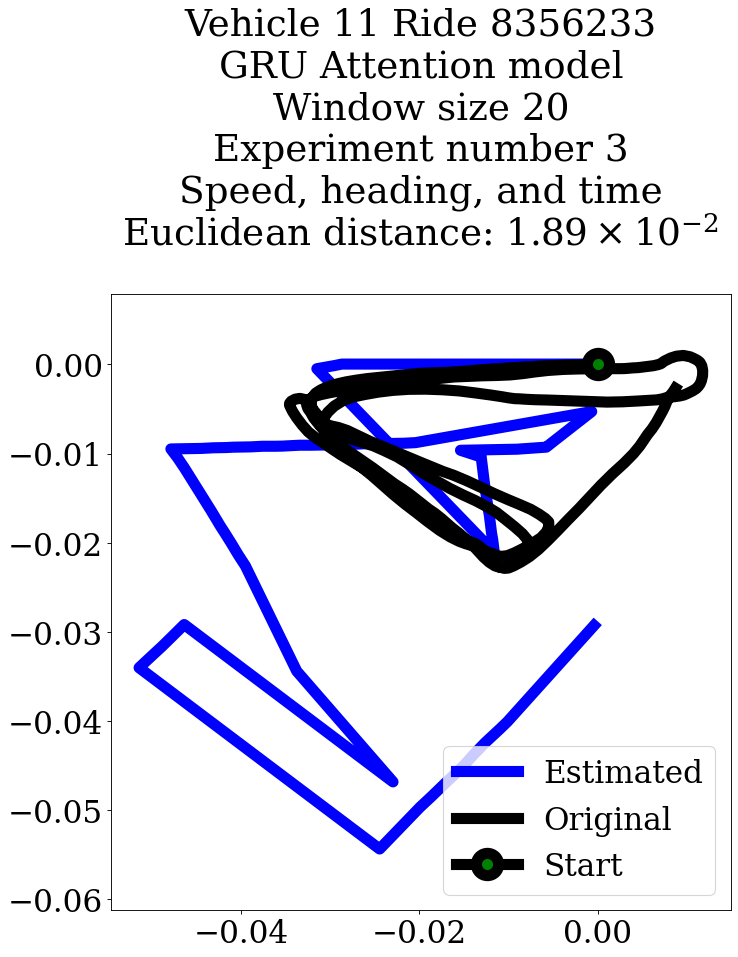 Vehicle 11 Ride 8356233
GRU Attention model
Window size 20
Experiment number 3
Speed, heading, and time
Euclidean distance: 1.89 × 10⁻²
0.00
−0.01
−0.02
−0.03
−0.04
−0.05
−0.06
Estimated
Original
Start
−0.04 −0.02 0.00